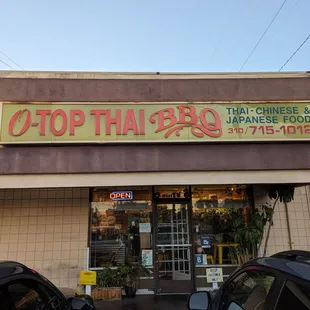 O-TOP THAI BBQ
THAI-CHINESE &
JAPANESE FOOD
310/715-1012
OPEN